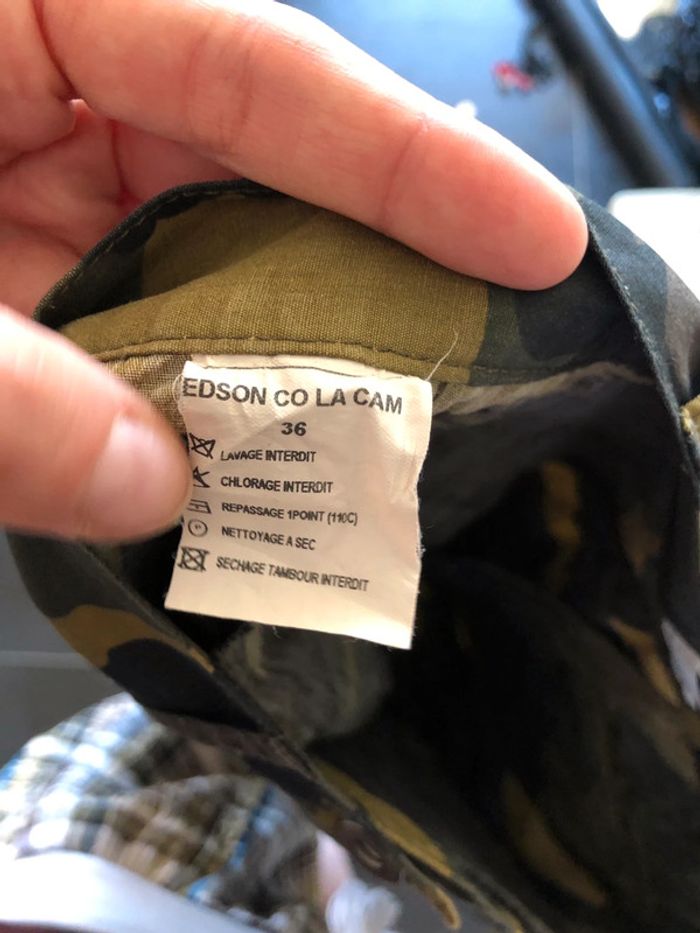 EDSON CO LA CAM
36
LAVAGE INTERDIT
CHLORAGE INTERDIT
REPASSAGE 1POINT (110C)
NETTOYAGE A SEC
SECHAGE TAMBOUR INTERDIT